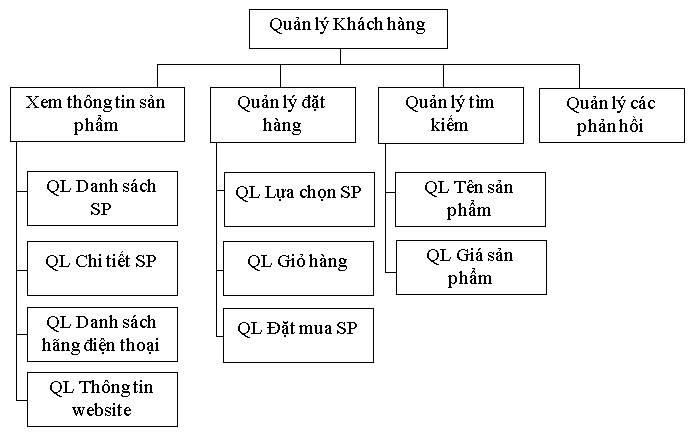 Quản lý Khách hàng
Xem thông tin sản
phẩm
QL Danh sách
SP
QL Chi tiết SP
QL Danh sách
hãng điện thoại
QL Thông tin
website
Quản lý đặt
hàng
QL Lựa chọn SP
QL Giỏ hàng
QL Đặt mua SP
Quản lý tìm
kiếm
QL Tên sản
phẩm
QL Giá sản
phẩm
Quản lý các
phản hồi